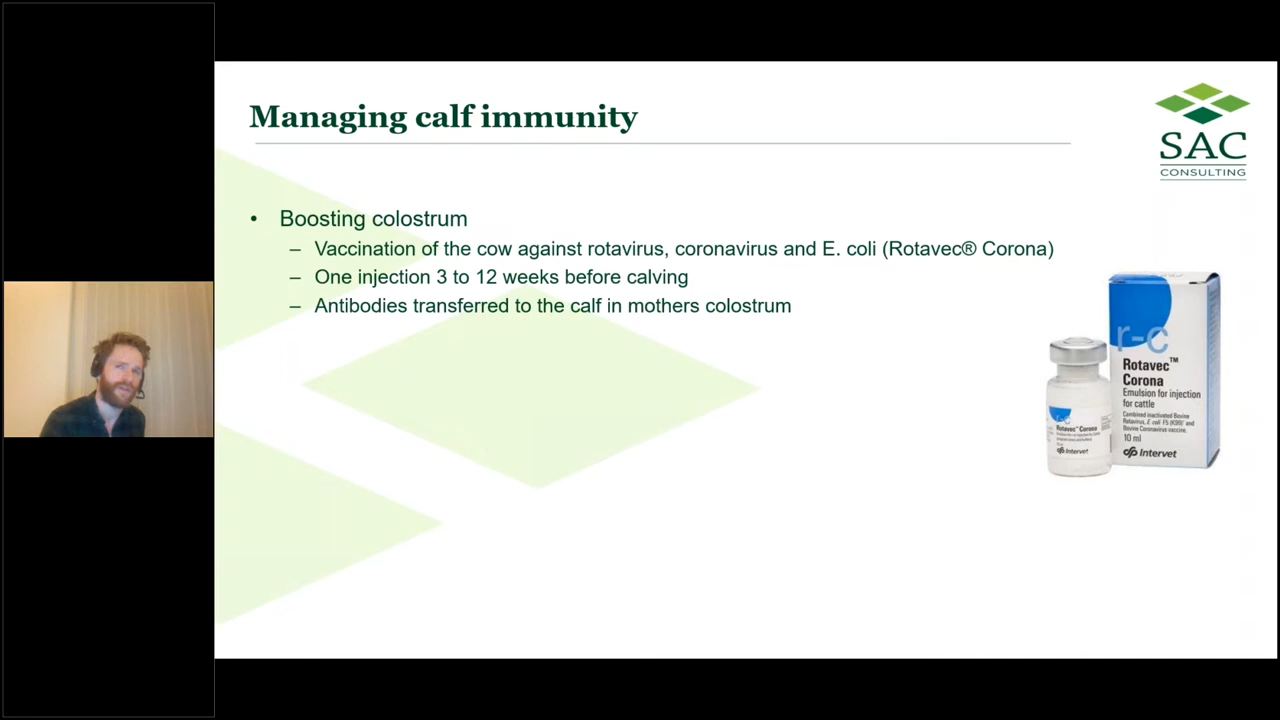 Managing calf immunity
SAC
CONSULTING
• Boosting colostrum
– Vaccination of the cow against rotavirus, coronavirus and E. coli (Rotavec® Corona)
– One injection 3 to 12 weeks before calving
– Antibodies transferred to the calf in mothers colostrum
r-c
Rotavec™
Corona
Emulsion for injection
for cattle
Combined inactivated Bovine
Rotavirus, E. coli F5 (K99) and
Bovine Coronavirus vaccine.
10 ml
Intervet
r-c
Rotavec™ Corona
Intervet